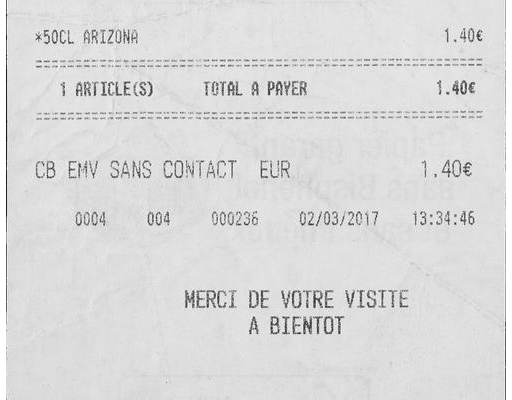 *50CL ARIZONA 1.40€
1 ARTICLE(S) TOTAL A PAYER 1.40€
CB EMV SANS CONTACT EUR 1.40€
0004 004 000236 02/03/2017 13:34:46
MERCI DE VOTRE VISITE
A BIENTOT